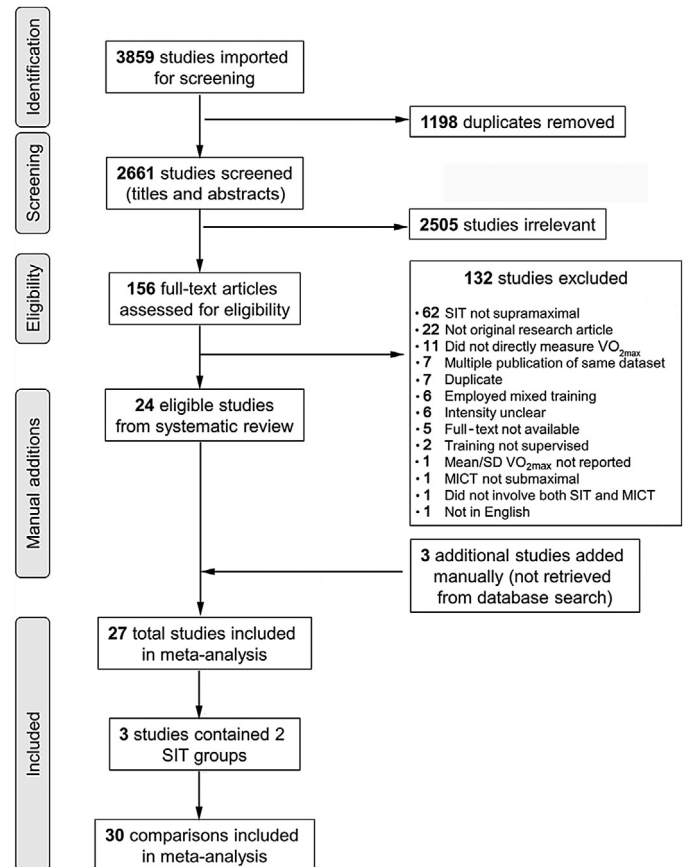 Identification
3859 studies imported
for screening
1198 duplicates removed
Screening
2661 studies screened
(titles and abstracts)
2505 studies irrelevant
Eligibility
156 full-text articles
assessed for eligibility
132 studies excluded
· 62 SIT not supramaximal
· 22 Not original research article
· 11 Did not directly measure VO2max
· 7 Multiple publication of same dataset
· 7 Duplicate
· 6 Employed mixed training
· 6 Intensity unclear
· 5 Full-text not available
· 2 Training not supervised
· 1 Mean/SD VO2max not reported
· 1 MICT not submaximal
· 1 Did not involve both SIT and MICT
· 1 Not in English
Manual additions
24 eligible studies
from systematic review
3 additional studies added
manually (not retrieved
from database search)
Included
27 total studies included
in meta-analysis
3 studies contained 2
SIT groups
30 comparisons included
in meta-analysis